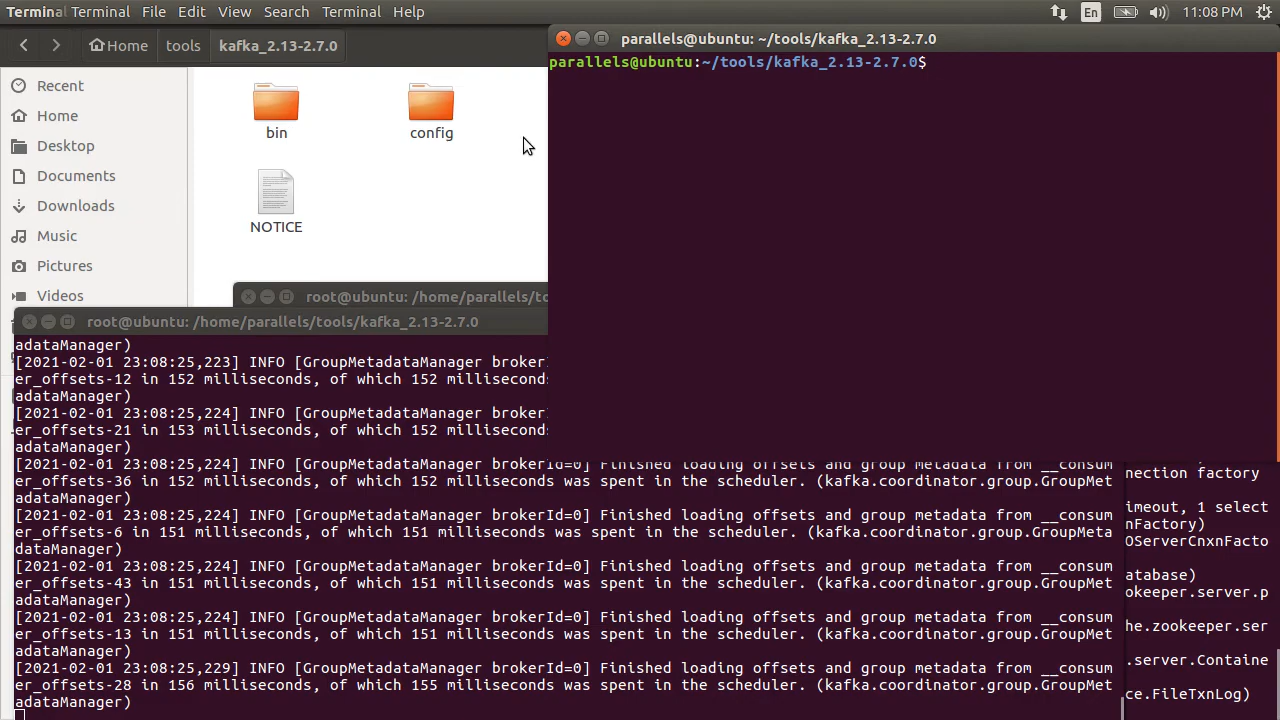 Terminal Terminal File Edit View Search Terminal Help En 11:08 PM
Home tools kafka_2.13-2.7.0
Recent
Home
Desktop
Documents
Downloads
Music
Pictures
Videos
bin
config
NOTICE
parallels@ubuntu: ~/tools/kafka_2.13-2.7.0
parallels@ubuntu:~/tools/kafka_2.13-2.7.0$
root@ubuntu: /home/parallels/to
root@ubuntu: /home/parallels/tools/kafka_2.13-2.7.0
adataManager)
[2021-02-01 23:08:25,223] INFO [GroupMetadataManager broker
er_offsets-12 in 152 milliseconds, of which 152 milliseconds
adataManager)
[2021-02-01 23:08:25,224] INFO [GroupMetadataManager broker
er_offsets-21 in 153 milliseconds, of which 152 milliseconds
adataManager)
[2021-02-01 23:08:25,224] INFO [GroupMetadataManager brokerId=0] Finished loading offsets and group metadata from __consum
er_offsets-36 in 152 milliseconds, of which 152 milliseconds was spent in the scheduler. (kafka.coordinator.group.GroupMet
adataManager)
[2021-02-01 23:08:25,224] INFO [GroupMetadataManager brokerId=0] Finished loading offsets and group metadata from __consum
er_offsets-6 in 151 milliseconds, of which 151 milliseconds was spent in the scheduler. (kafka.coordinator.group.GroupMeta
dataManager)
[2021-02-01 23:08:25,224] INFO [GroupMetadataManager brokerId=0] Finished loading offsets and group metadata from __consum
er_offsets-43 in 151 milliseconds, of which 151 milliseconds was spent in the scheduler. (kafka.coordinator.group.GroupMet
adataManager)
[2021-02-01 23:08:25,224] INFO [GroupMetadataManager brokerId=0] Finished loading offsets and group metadata from __consum
er_offsets-13 in 151 milliseconds, of which 151 milliseconds was spent in the scheduler. (kafka.coordinator.group.GroupMet
adataManager)
[2021-02-01 23:08:25,229] INFO [GroupMetadataManager brokerId=0] Finished loading offsets and group metadata from __consum
er_offsets-28 in 156 milliseconds, of which 155 milliseconds was spent in the scheduler. (kafka.coordinator.group.GroupMet
adataManager)
nection factory
imeout, 1 select
nFactory)
OServerCnxnFacto
atabase)
okeeper.server.p
he.zookeeper.ser
.server.Containe
ce.FileTxnLog)